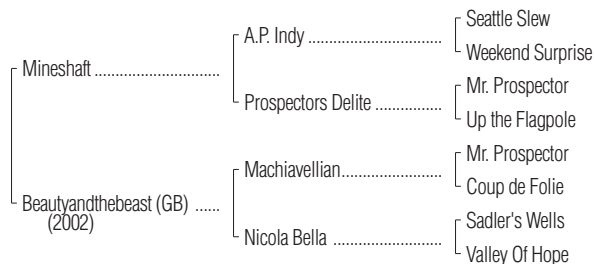 Seattle Slew
A.P. Indy ................................
Weekend Surprise
Mineshaft ..............................
Mr. Prospector
Prospectors Delite ................
Up the Flagpole
Mr. Prospector
Machiavellian........................
Coup de Folie
Beautyandthebeast (GB) ......
(2002)
Sadler's Wells
Nicola Bella ..........................
Valley Of Hope